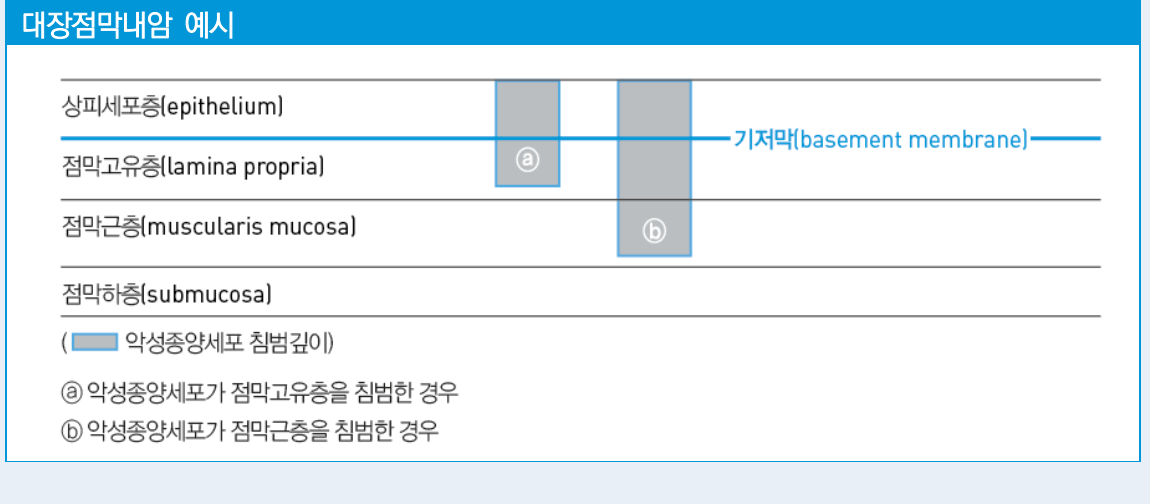 대장점막내암 예시
상피세포층(epithelium)
기저막(basement membrane)
점막고유층(lamina propria)
ⓐ
점막근층(muscularis mucosa)
ⓑ
점막하층(submucosa)
( 악성종양세포 침범깊이)
ⓐ 악성종양세포가 점막고유층을 침범한 경우
ⓑ 악성종양세포가 점막근층을 침범한 경우